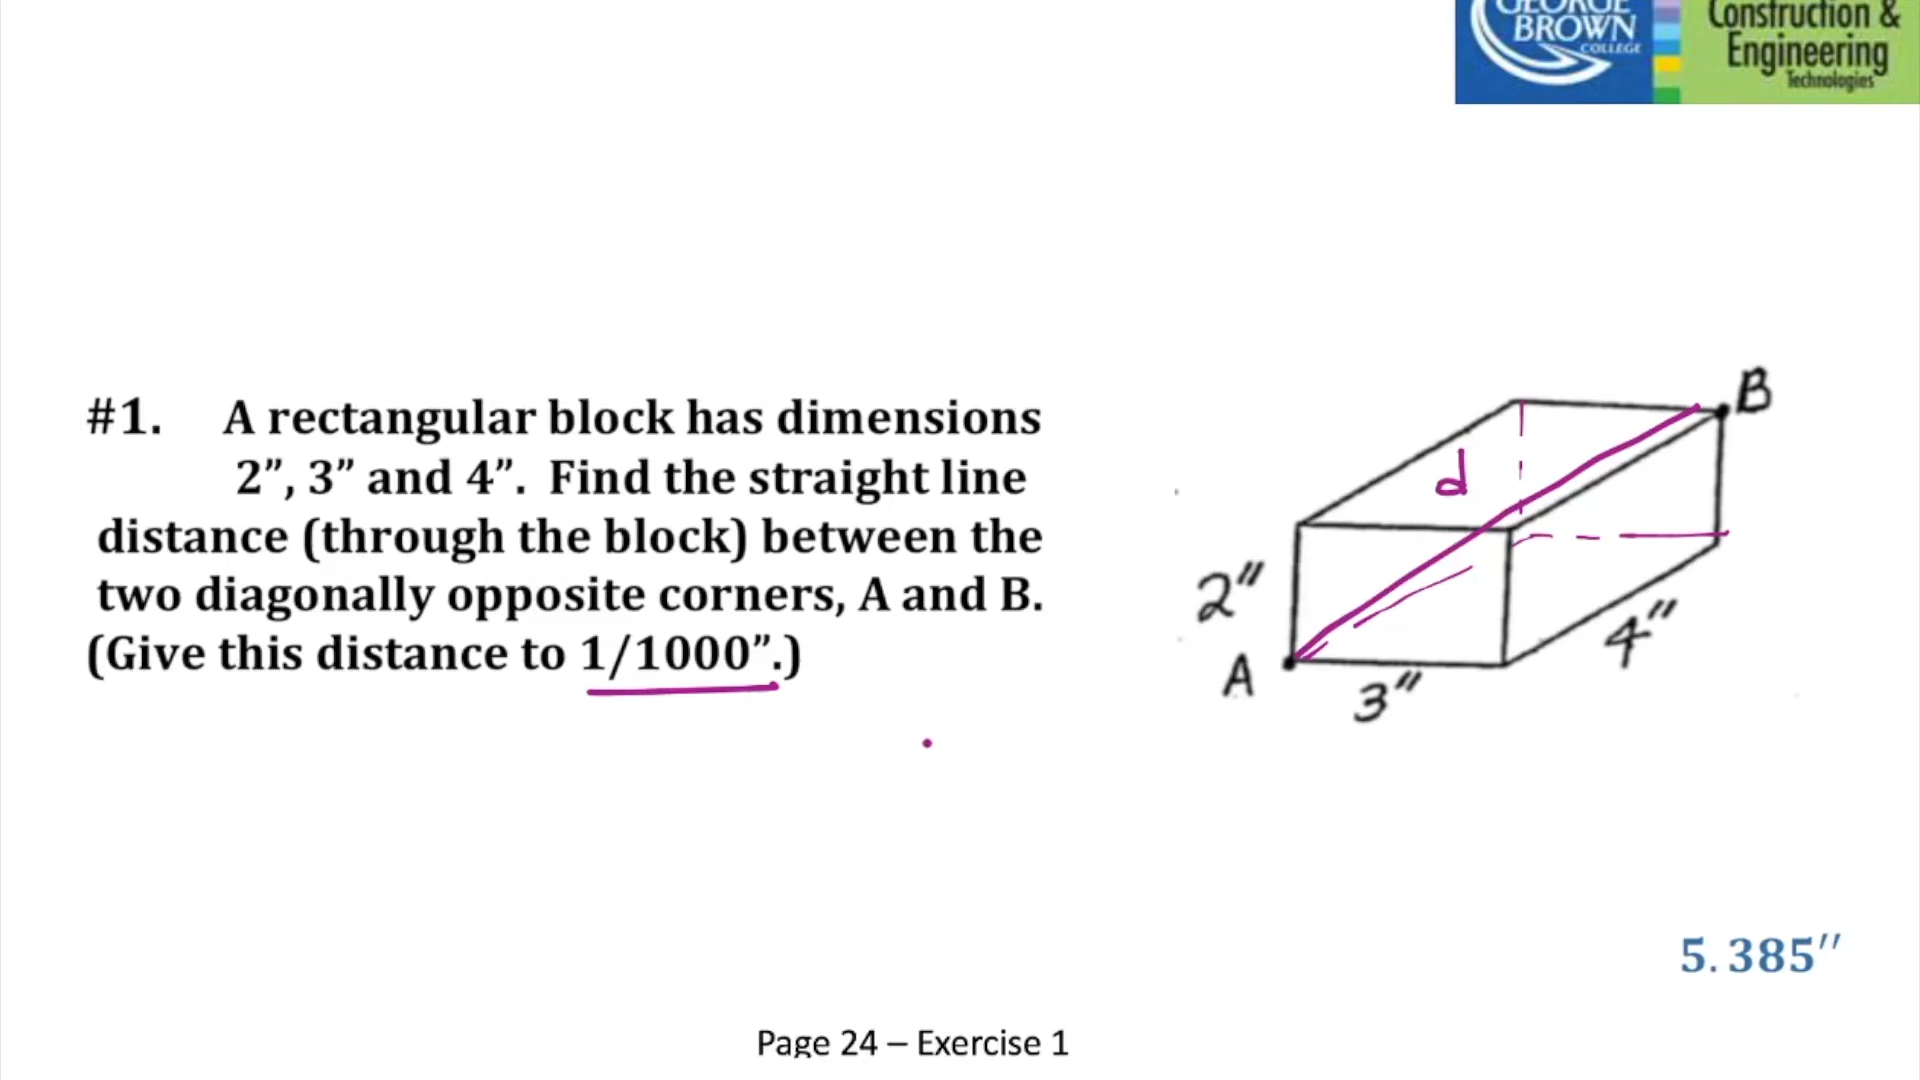 GEORGE
BROWN
COLLEGE
Construction &
Engineering
Technologies
#1. A rectangular block has dimensions
2”, 3” and 4”. Find the straight line
distance (through the block) between the
two diagonally opposite corners, A and B.
(Give this distance to 1/1000”.)
B
d
2"
4"
A
3"
5.385′′
Page 24 – Exercise 1